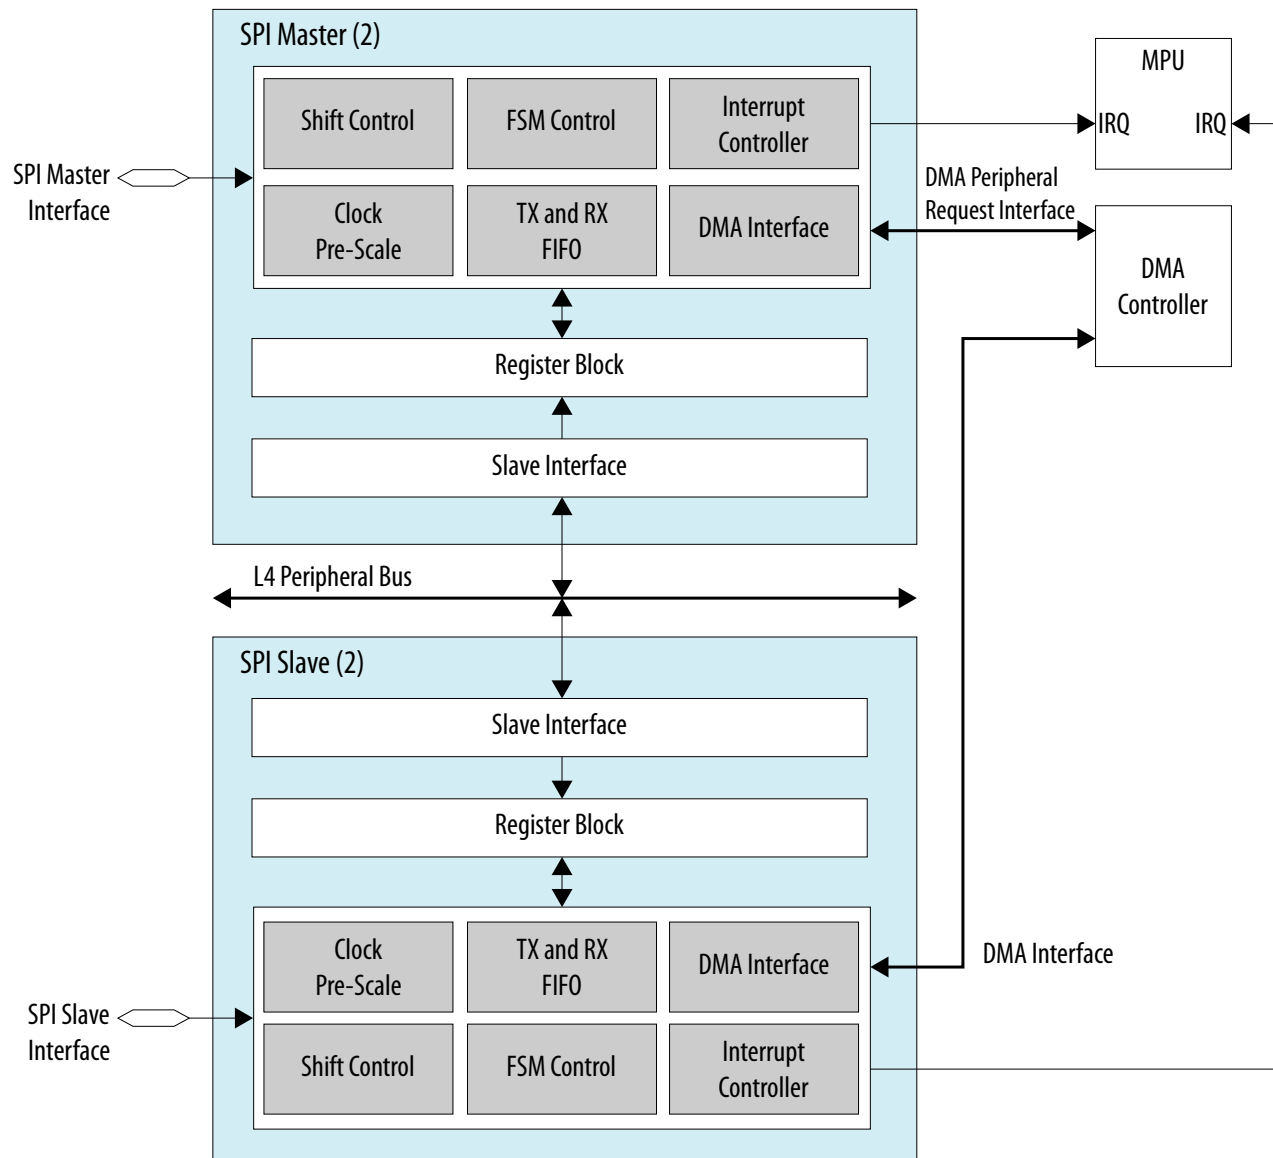 SPI Master (2)
MPU
IRQ
IRQ
Shift Control
FSM Control
Interrupt
Controller
SPI Master
Interface
Clock
Pre-Scale
TX and RX
FIFO
DMA Interface
DMA Peripheral
Request Interface
DMA
Controller
Register Block
Slave Interface
L4 Peripheral Bus
SPI Slave (2)
Slave Interface
Register Block
Clock
Pre-Scale
TX and RX
FIFO
DMA Interface
DMA Interface
SPI Slave
Interface
Shift Control
FSM Control
Interrupt
Controller